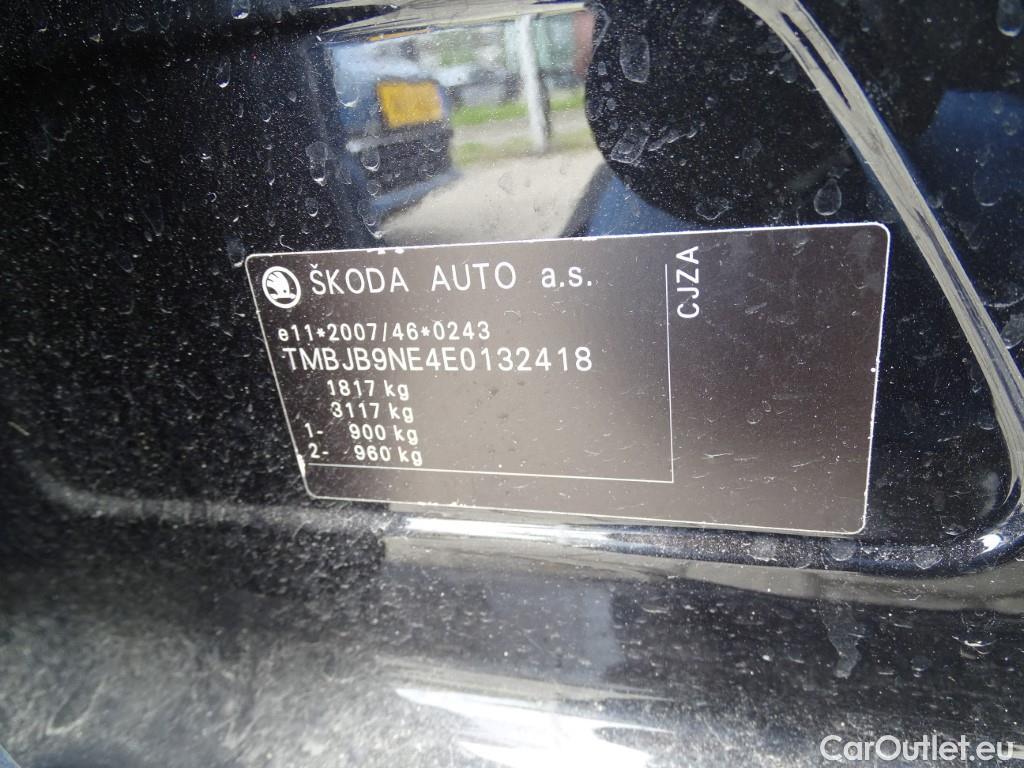 ŠKODA AUTO a.s.
CJZA
e11*2007/46*0243
TMBJB9NE4E0132418
1817 kg
3117 kg
1- 900 kg
2- 960 kg
CarOutlet.eu